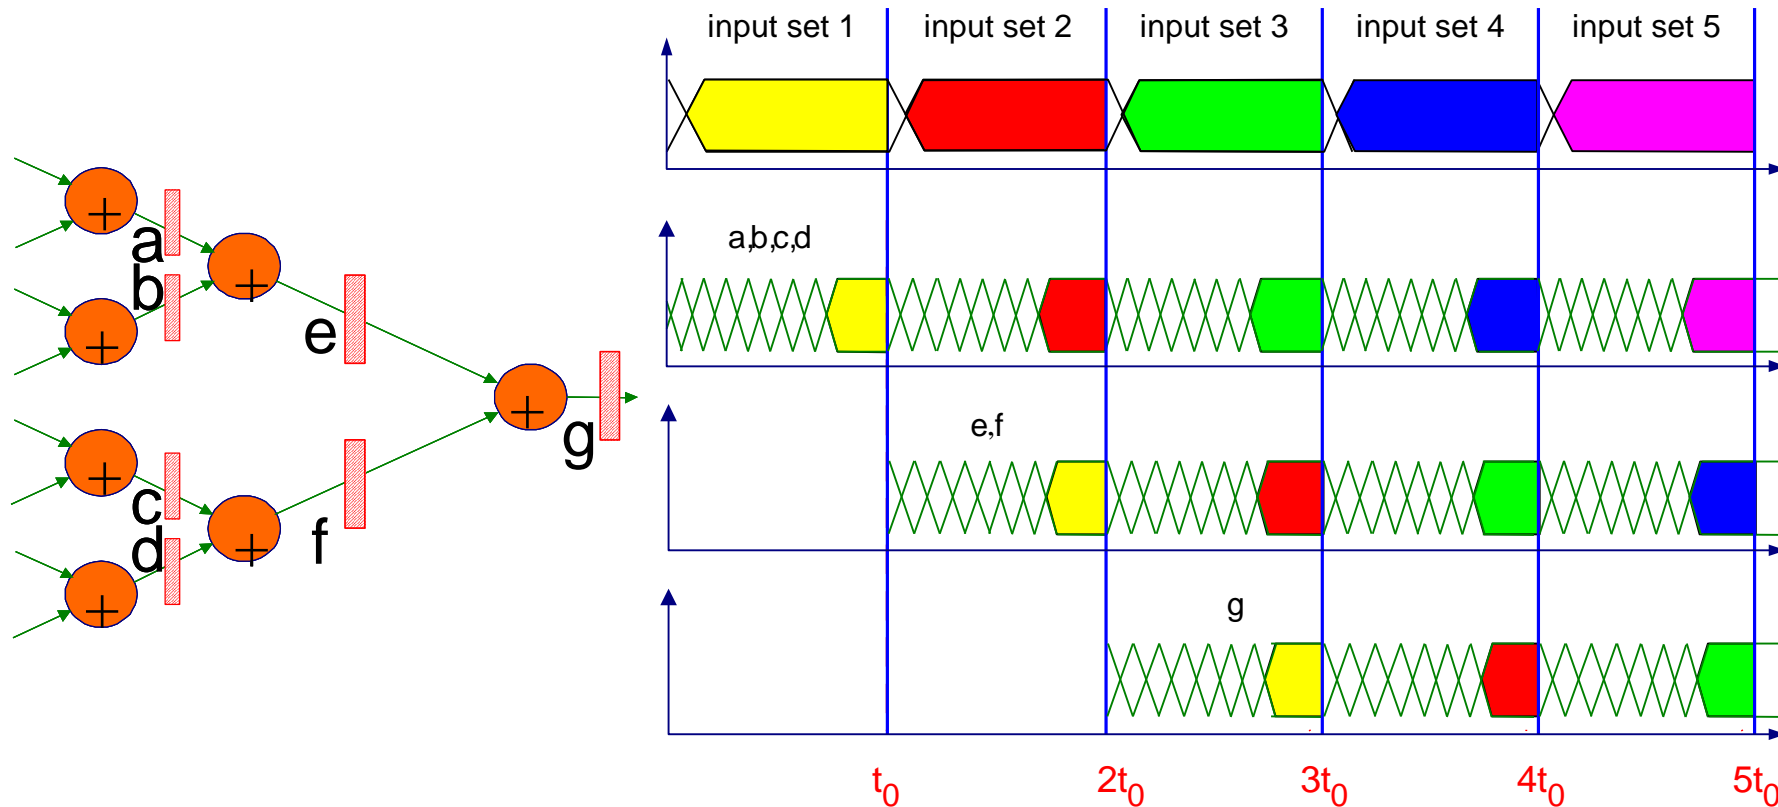 input set 1 input set 2 input set 3 input set 4 input set 5
a,b,c,d
e,f
g
t0 2t0 3t0 4t0 5t0
+
a
+
b
+
e
+
g
+
c
+
f
d
+